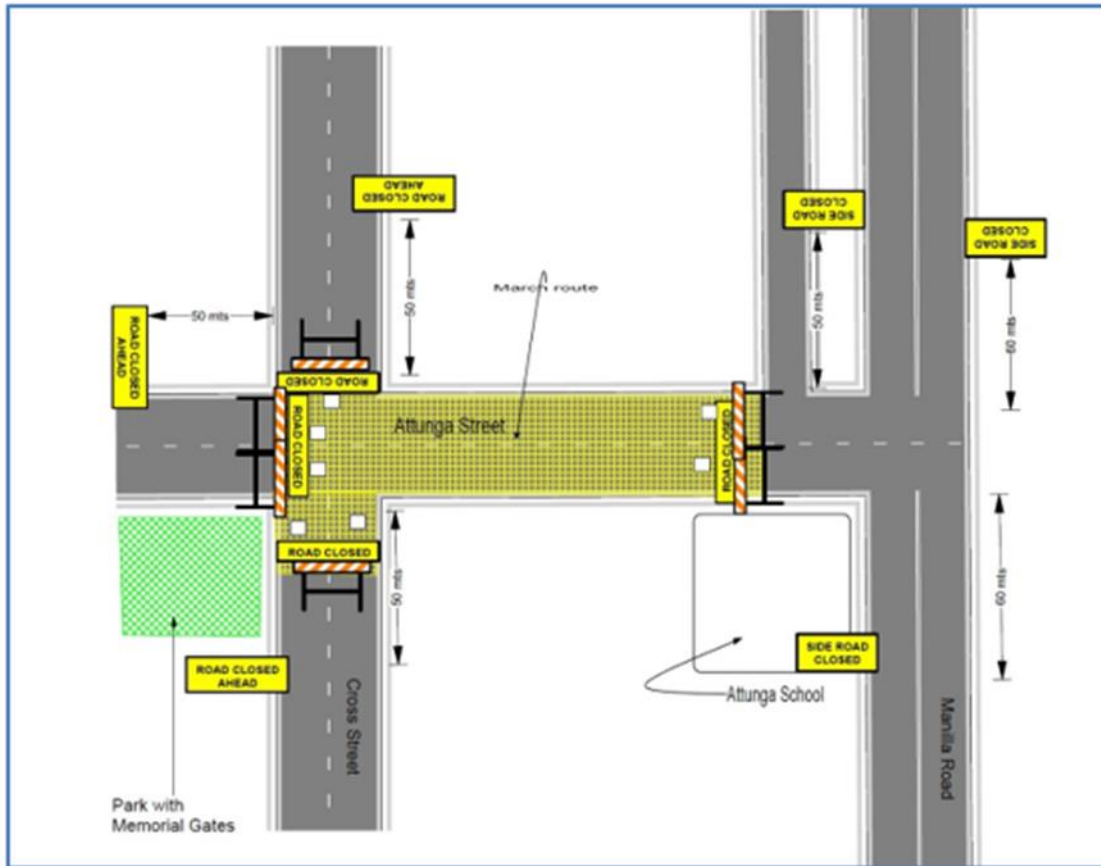 ROAD CLOSED
AHEAD
SIDE ROAD
CLOSED
SIDE ROAD
CLOSED
50 mts
50 mts
60 mts
March route
50 mts
ROAD CLOSED
AHEAD
ROAD CLOSED
ROAD CLOSED
Attunga Street
ROAD CLOSED
ROAD CLOSED
50 mts
60 mts
ROAD CLOSED
AHEAD
SIDE ROAD
CLOSED
Attunga School
Cross Street
Manilla Road
Park with
Memorial Gates